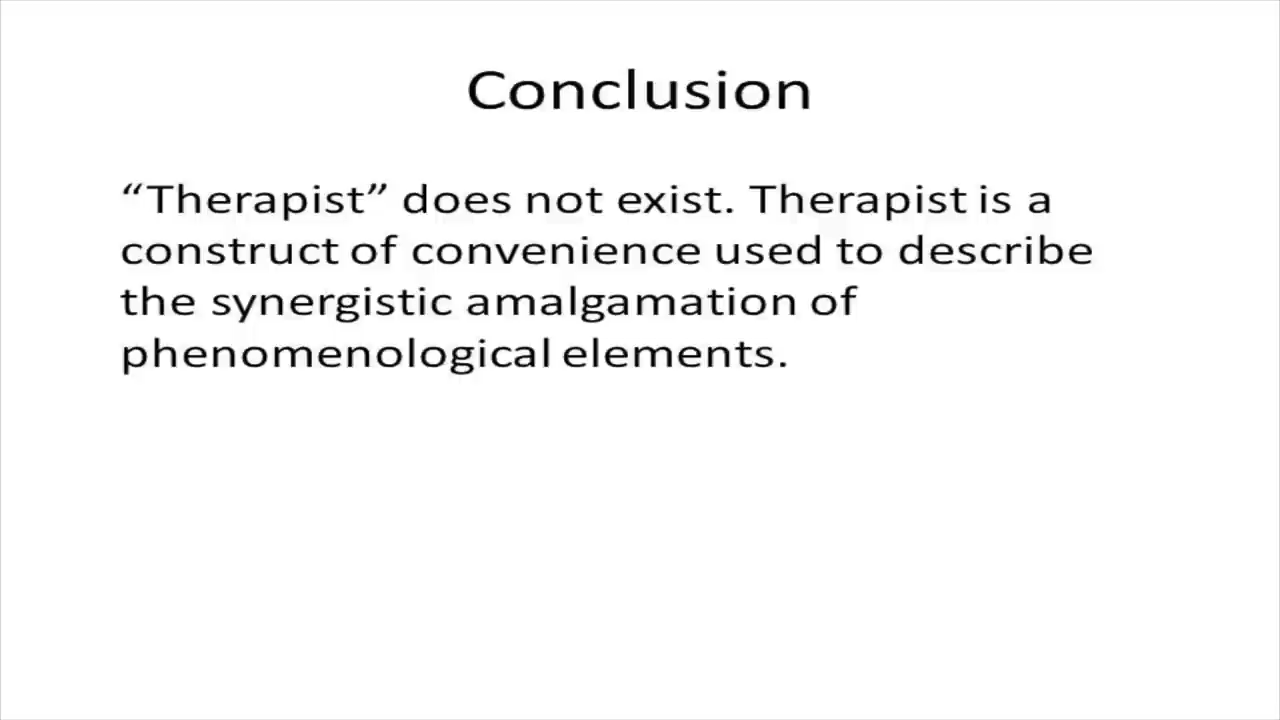 Conclusion
“Therapist” does not exist. Therapist is a
construct of convenience used to describe
the synergistic amalgamation of
phenomenological elements.